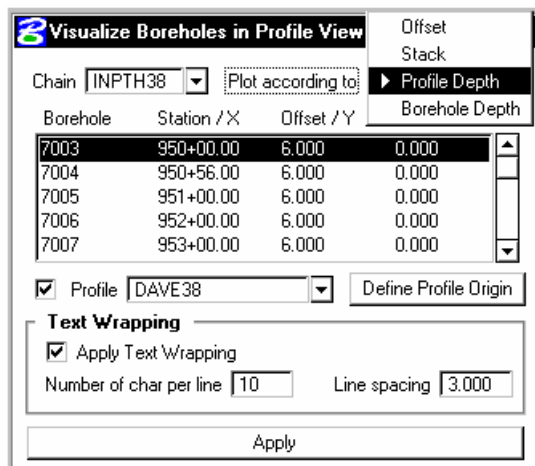 Visualize Boreholes in Profile View
Offset
Stack
Profile Depth
Borehole Depth
Chain INPTH38 Plot according to
Borehole Station / X Offset / Y
7003 950+00.00 6.000 0.000
7004 950+56.00 6.000 0.000
7005 951+00.00 6.000 0.000
7006 952+00.00 6.000 0.000
7007 953+00.00 6.000 0.000
Profile DAVE38 Define Profile Origin
Text Wrapping
Apply Text Wrapping
Number of char per line 10 Line spacing 3.000
Apply